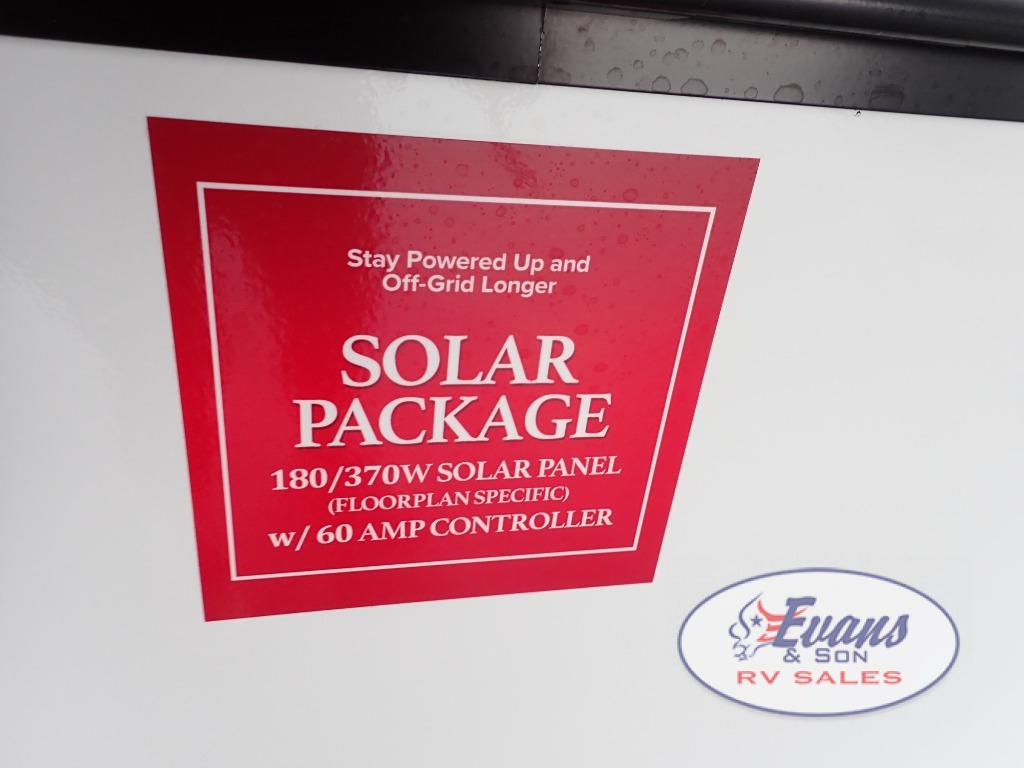 Stay Powered Up and
Off-Grid Longer
SOLAR
PACKAGE
180/370W SOLAR PANEL
(FLOORPLAN SPECIFIC)
w/ 60 AMP CONTROLLER
Evans
& SON
RV SALES